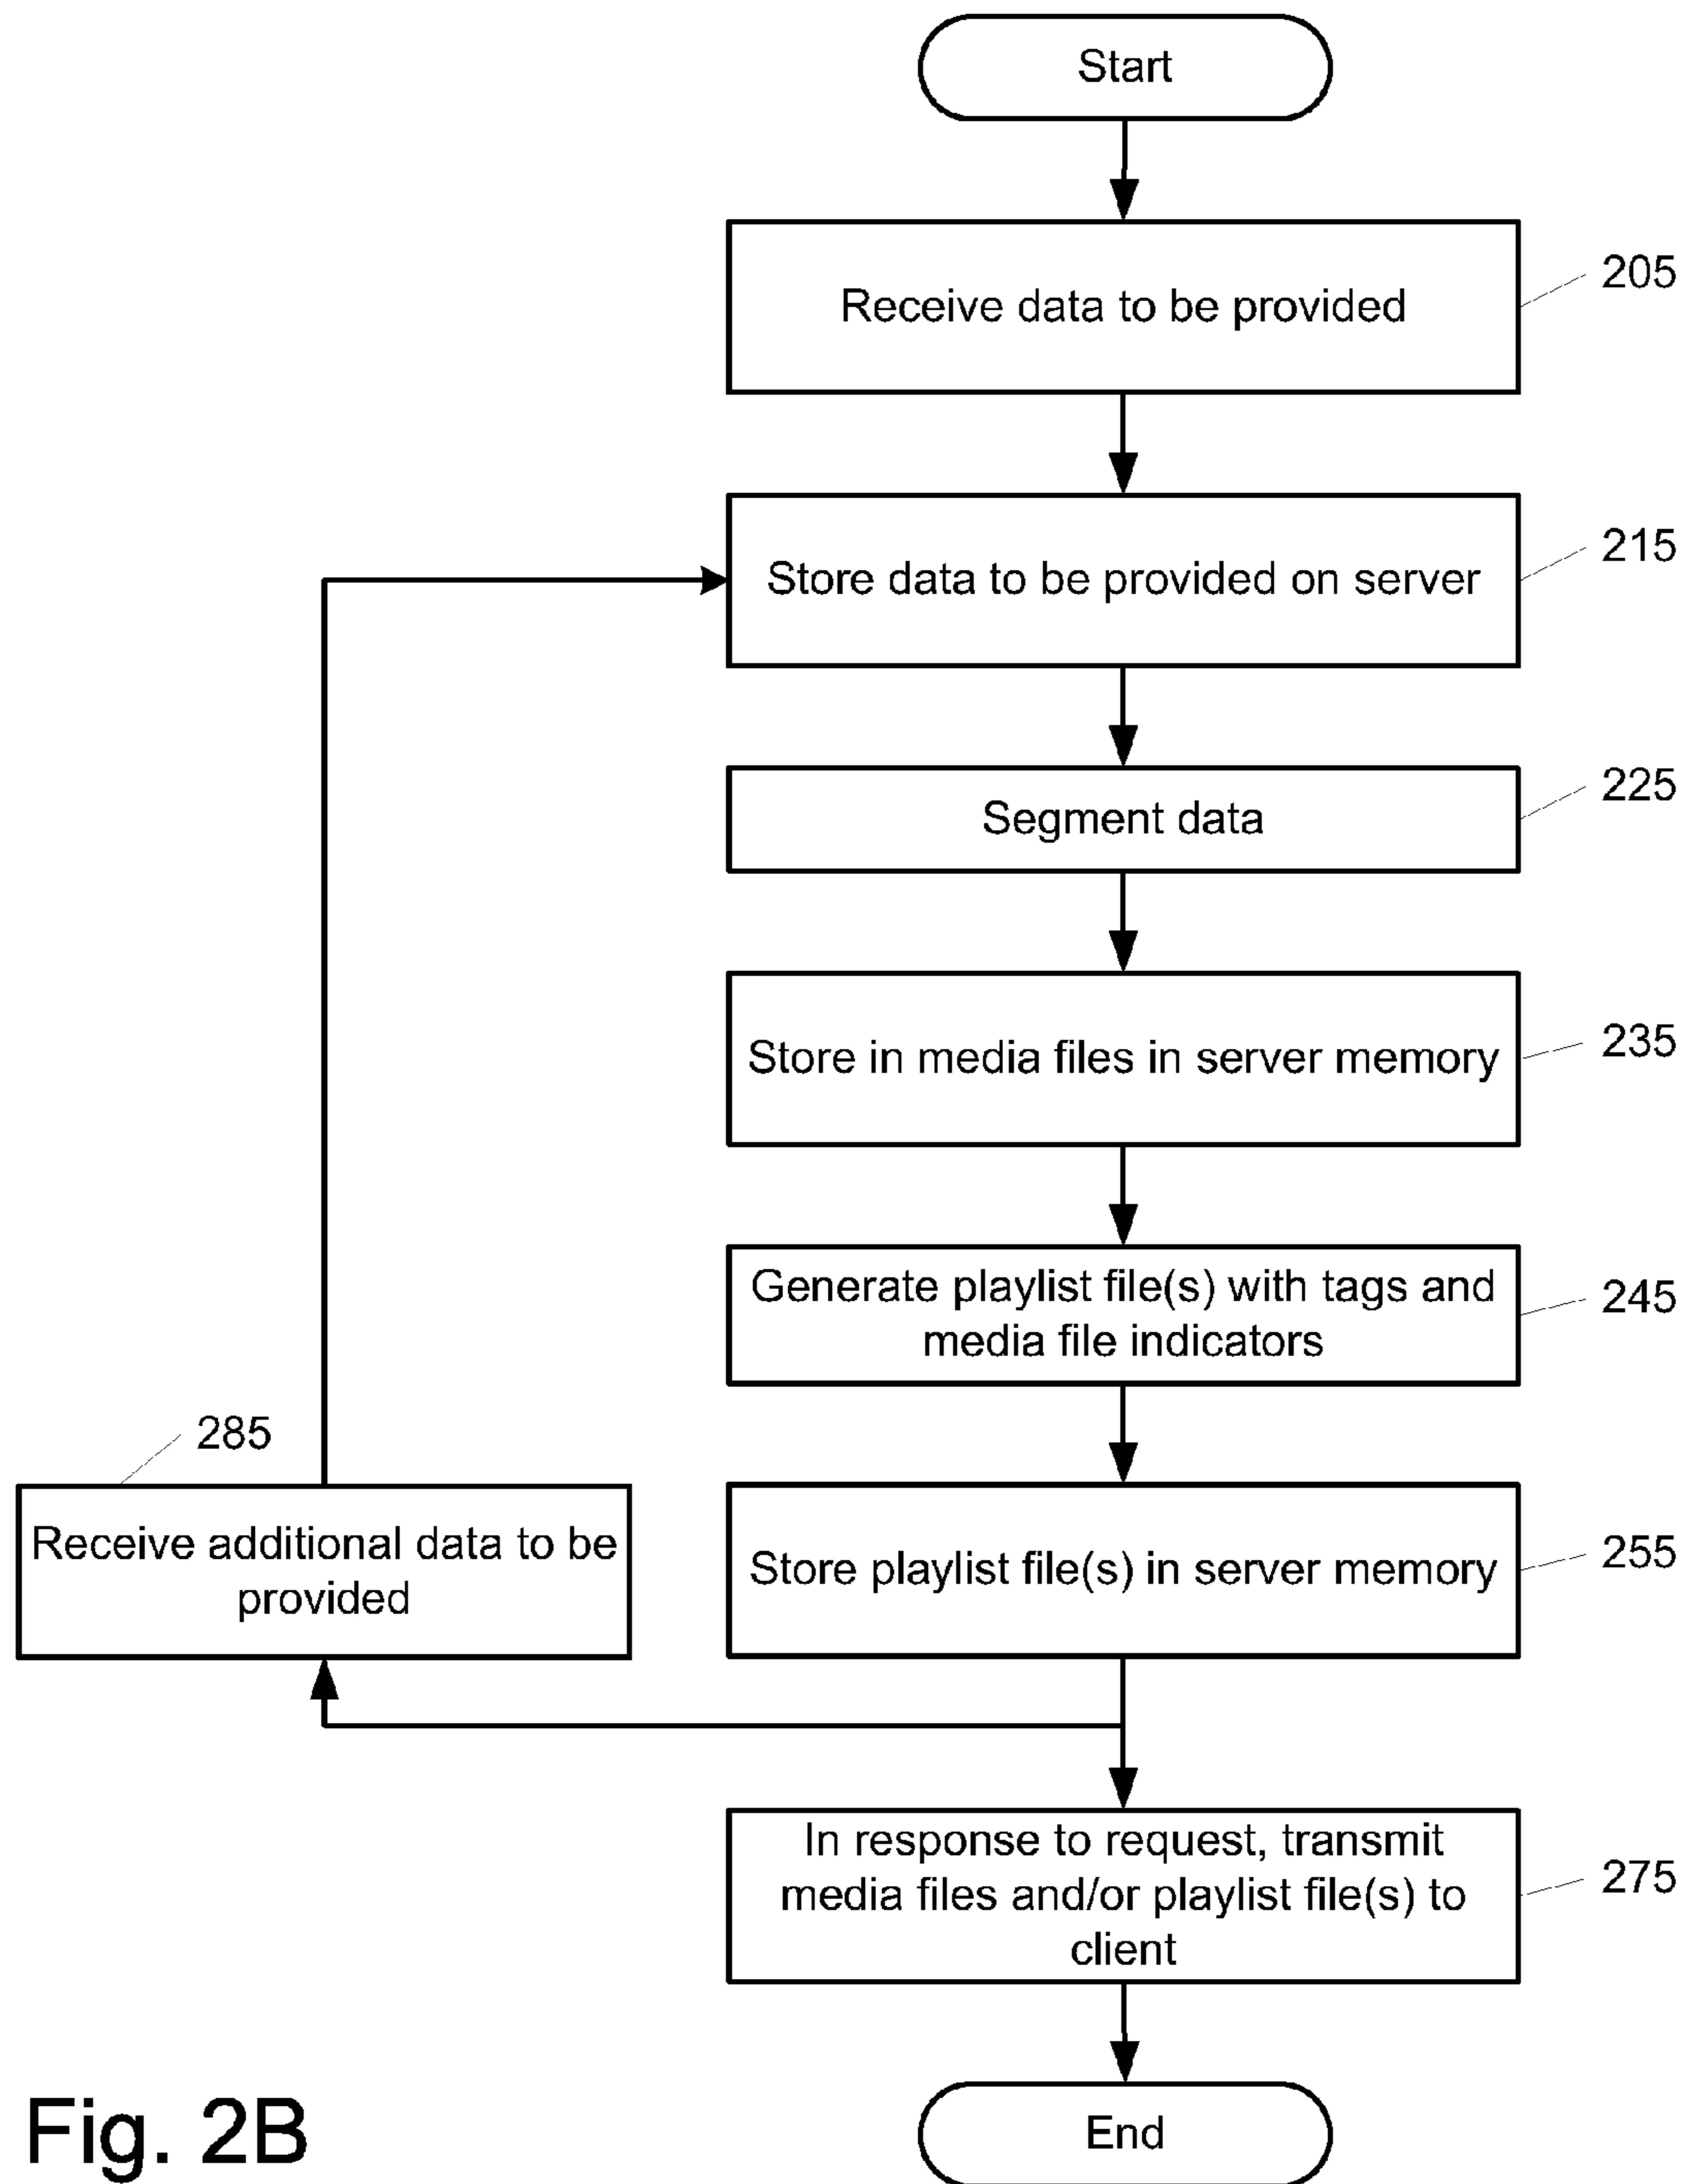 Start
Receive data to be provided
205
Store data to be provided on server
215
Segment data
225
Store in media files in server memory
235
Generate playlist file(s) with tags and
media file indicators
245
285
Receive additional data to be
provided
Store playlist file(s) in server memory
255
In response to request, transmit
media files and/or playlist file(s) to
client
275
End
Fig. 2B